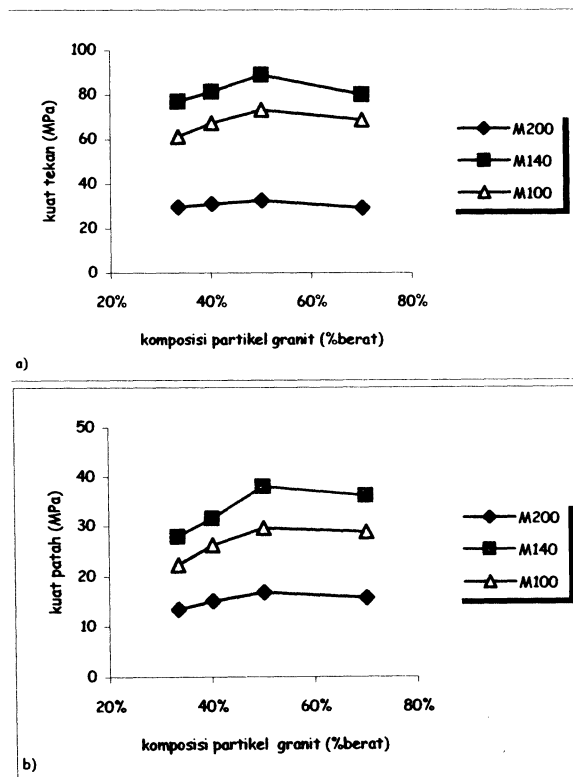 100
80
60
40
20
0
kuat tekan (MPa)
20% 40% 60% 80%
komposisi partikel granit (%berat)
M200
M140
M100
a)
50
40
30
20
10
0
kuat patah (MPa)
20% 40% 60% 80%
komposisi partikel granit (%berat)
M200
M140
M100
b)